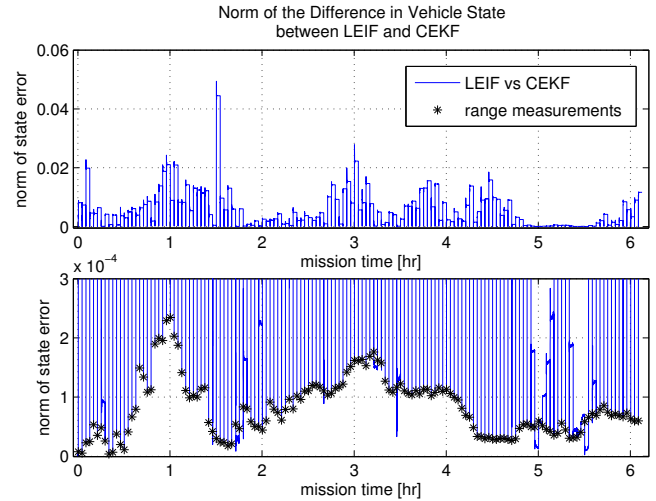 Norm of the Difference in Vehicle State
between LEIF and CEKF
0.06
0.04
0.02
0
norm of state error
LEIF vs CEKF
range measurements
0 1 2 3 4 5 6
mission time [hr]
x 10⁻⁴
3
2
1
0
norm of state error
0 1 2 3 4 5 6
mission time [hr]